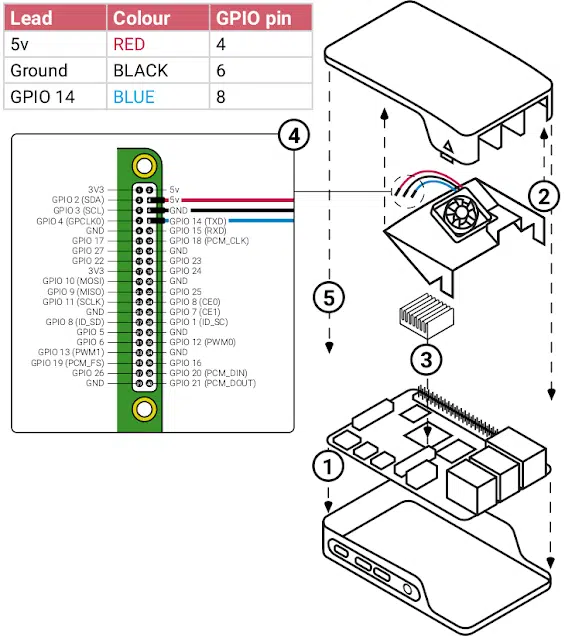 Lead Colour GPIO pin
5v RED 4
Ground BLACK 6
GPIO 14 BLUE 8
4
3V3 5v
GPIO 2 (SDA) 5v
GPIO 3 (SCL) GND
GPIO 4 (GPCLK0) GPIO 14 (TXD)
GND GPIO 15 (RXD)
GPIO 17 GPIO 18 (PCM_CLK)
GPIO 27 GND
GPIO 22 GPIO 23
3V3 GPIO 24
GPIO 10 (MOSI) GND
GPIO 9 (MISO) GPIO 25
GPIO 11 (SCLK) GPIO 8 (CE0)
GND GPIO 7 (CE1)
GPIO 8 (ID_SD) GPIO 1 (ID_SC)
GPIO 5 GND
GPIO 6 GPIO 12 (PWM0)
GPIO 13 (PWM1) GND
GPIO 19 (PCM_FS) GPIO 16
GPIO 26 GPIO 20 (PCM_DIN)
GND GPIO 21 (PCM_DOUT)
2
5
3
1